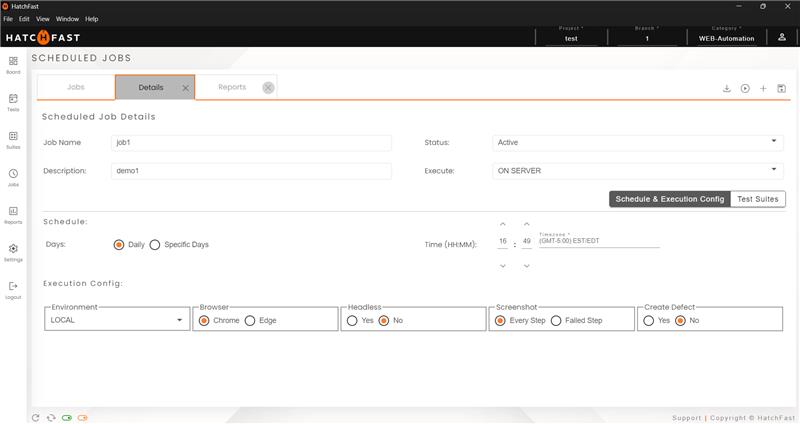 HatchFast
File Edit View Window Help
HATCHFAST
Project *
test
Branch *
1
Category *
WEB-Automation
SCHEDULED JOBS
Board
Tests
Suites
Jobs
Reports
Settings
Logout
Jobs
Details
Reports
Scheduled Job Details
Job Name
job1
Status:
Active
Description:
demo1
Execute:
ON SERVER
Schedule & Execution Config
Test Suites
Schedule:
Days:
Daily
Specific Days
Time (HH:MM):
16 : 49
Timezone *
(GMT-5:00) EST/EDT
Execution Config:
Environment
LOCAL
Browser
Chrome
Edge
Headless
Yes
No
Screenshot
Every Step
Failed Step
Create Defect
Yes
No
Support | Copyright © HatchFast